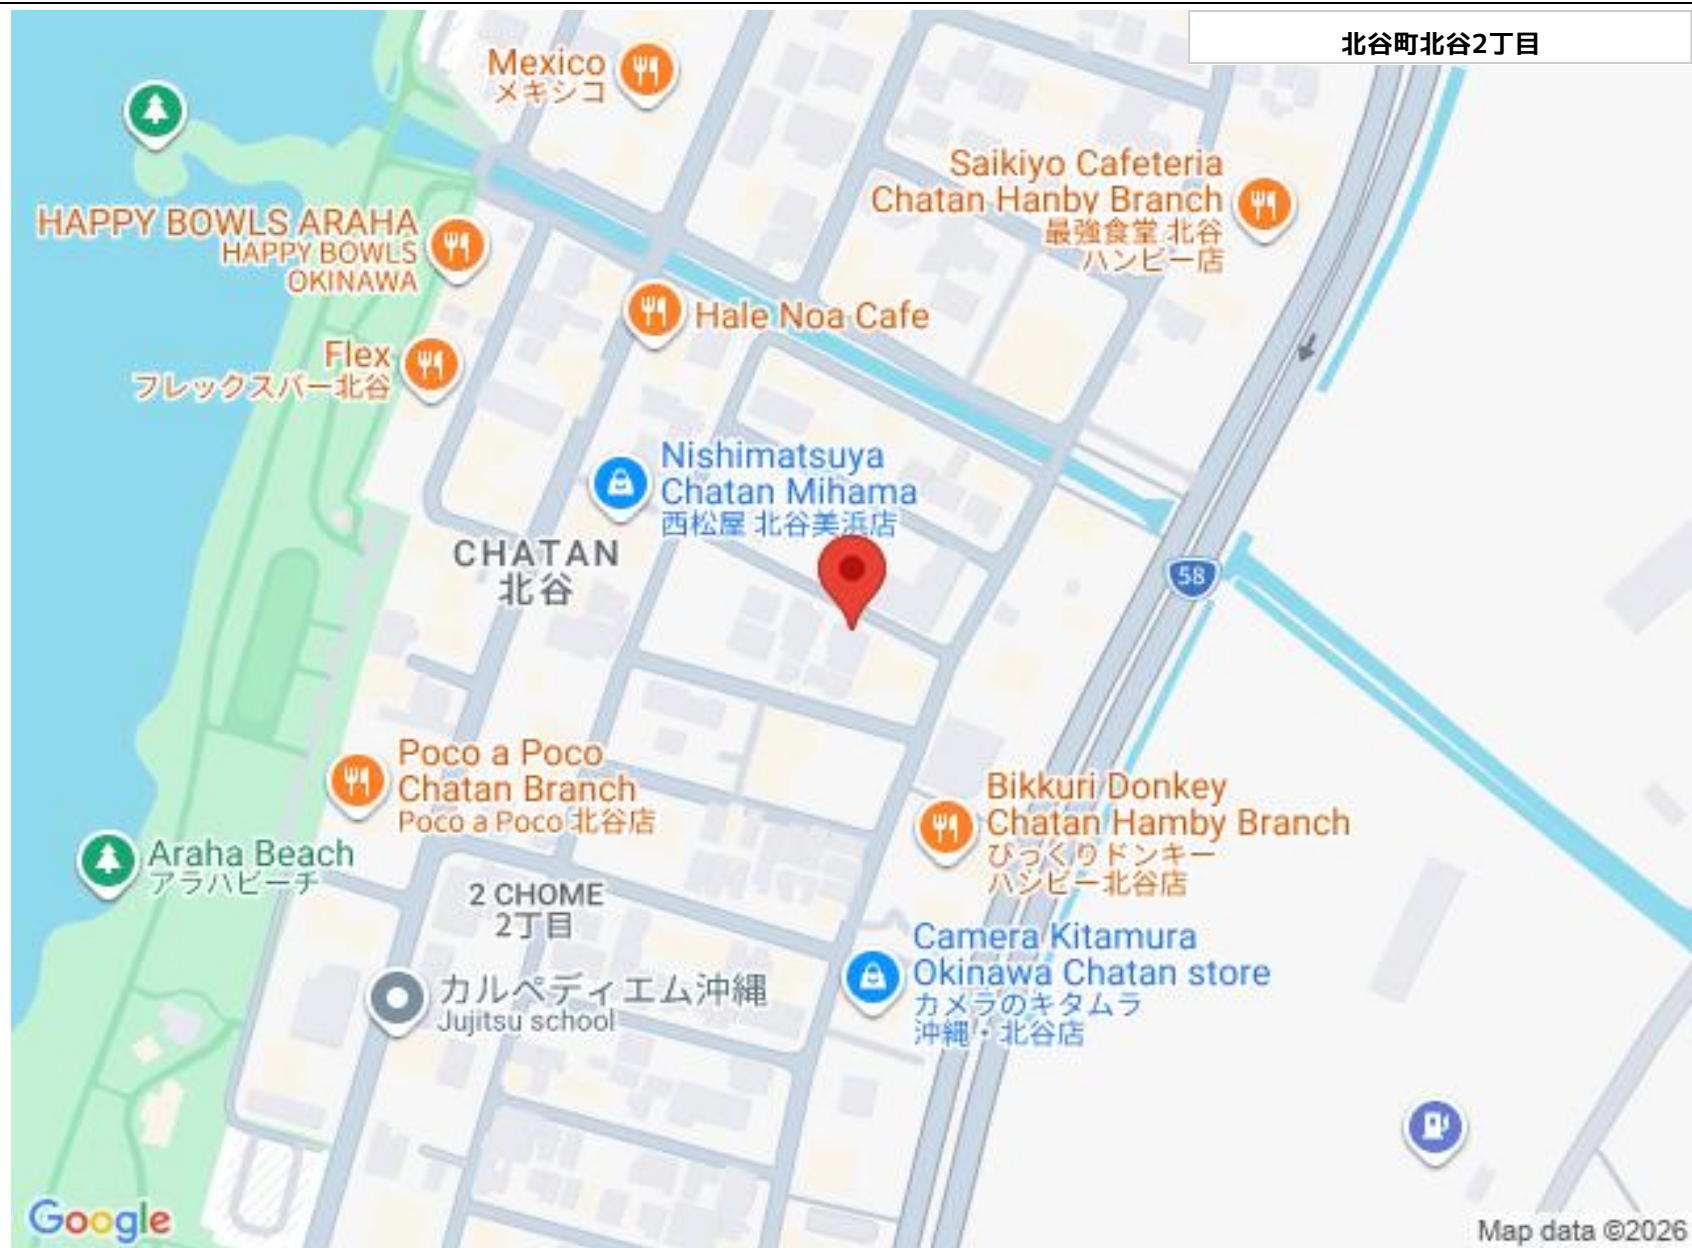 北谷町北谷2丁目
Mexico
メキシコ
Saikiyo Cafeteria
Chatan Hanby Branch
最強食堂 北谷
ハンビー店
HAPPY BOWLS ARAHA
HAPPY BOWLS
OKINAWA
Hale Noa Cafe
Flex
フレックスバー北谷
Nishimatsuya
Chatan Mihama
西松屋 北谷美浜店
CHATAN
北谷
58
Poco a Poco
Chatan Branch
Poco a Poco 北谷店
Bikkuri Donkey
Chatan Hamby Branch
びっくりドンキー
ハンビー北谷店
Araha Beach
アラハビーチ
2 CHOME
2丁目
Camera Kitamura
Okinawa Chatan store
カメラのキタムラ
沖縄・北谷店
カルペディエム沖縄
Jujitsu school
Google
Map data ©2026